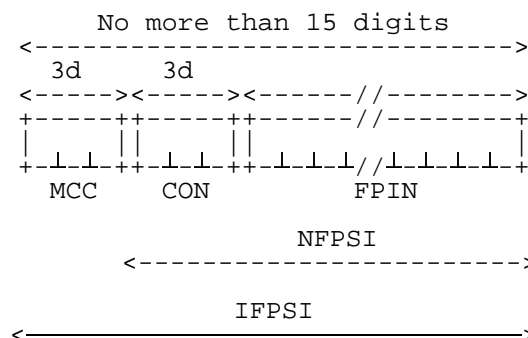 No more than 15 digits
3d 3d
MCC CON FPIN
NFPSI
IFPSI